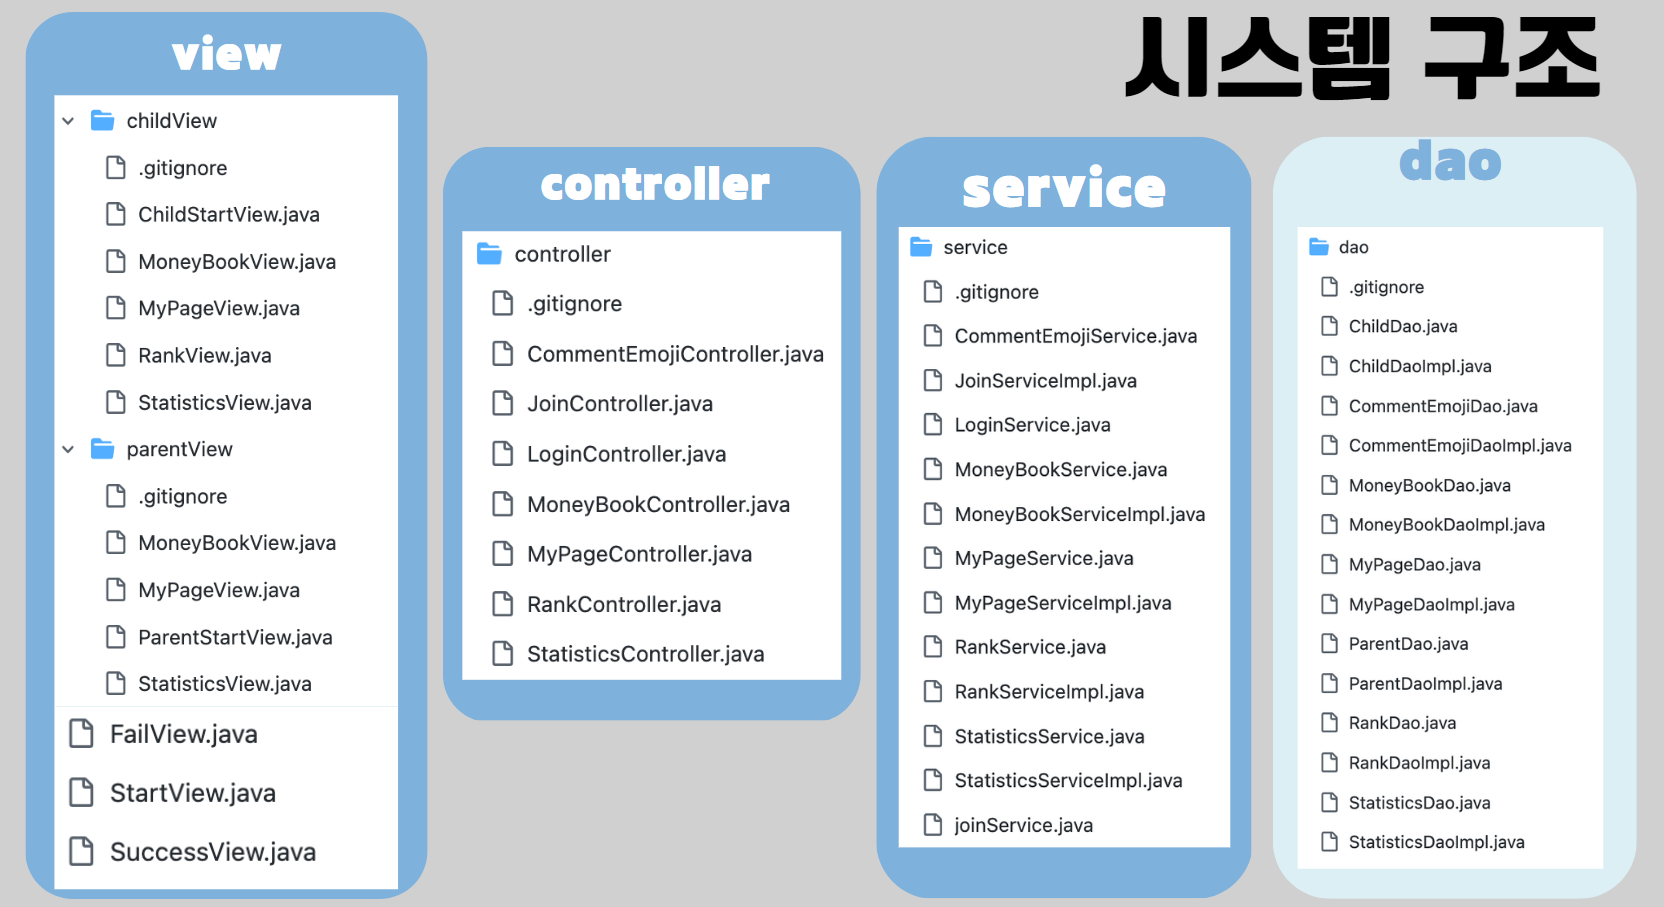 시스템 구조
view
childView
.gitignore
ChildStartView.java
MoneyBookView.java
MyPageView.java
RankView.java
StatisticsView.java
parentView
.gitignore
MoneyBookView.java
MyPageView.java
ParentStartView.java
StatisticsView.java
FailView.java
StartView.java
SuccessView.java
controller
controller
.gitignore
CommentEmojiController.java
JoinController.java
LoginController.java
MoneyBookController.java
MyPageController.java
RankController.java
StatisticsController.java
service
service
.gitignore
CommentEmojiService.java
JoinServiceImpl.java
LoginService.java
MoneyBookService.java
MoneyBookServiceImpl.java
MyPageService.java
MyPageServiceImpl.java
RankService.java
RankServiceImpl.java
StatisticsService.java
StatisticsServiceImpl.java
joinService.java
dao
dao
.gitignore
ChildDao.java
ChildDaoImpl.java
CommentEmojiDao.java
CommentEmojiDaoImpl.java
MoneyBookDao.java
MoneyBookDaoImpl.java
MyPageDao.java
MyPageDaoImpl.java
ParentDao.java
ParentDaoImpl.java
RankDao.java
RankDaoImpl.java
StatisticsDao.java
StatisticsDaoImpl.java